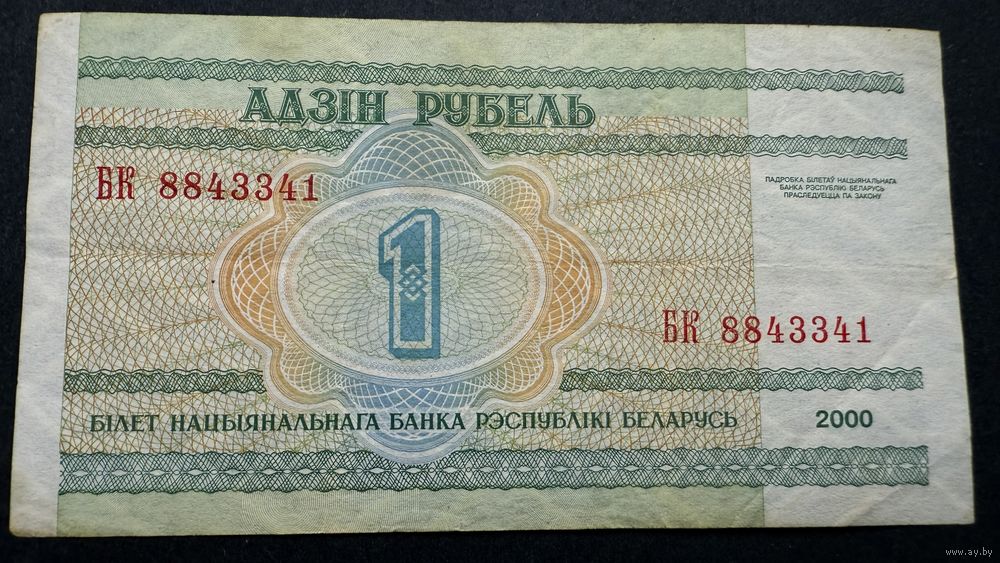 АДЗІН РУБЕЛЬ
БК 8843341
ПАДРОБКА БІЛЕТАЎ НАЦЫЯНАЛЬНАГА
БАНКА РЭСПУБЛІКІ БЕЛАРУСЬ
ПРАСЛЕДУЕЦЦА ПА ЗАКОНУ
1
БК 8843341
БІЛЕТ НАЦЫЯНАЛЬНАГА БАНКА РЭСПУБЛІКІ БЕЛАРУСЬ 2000
www.ay.by